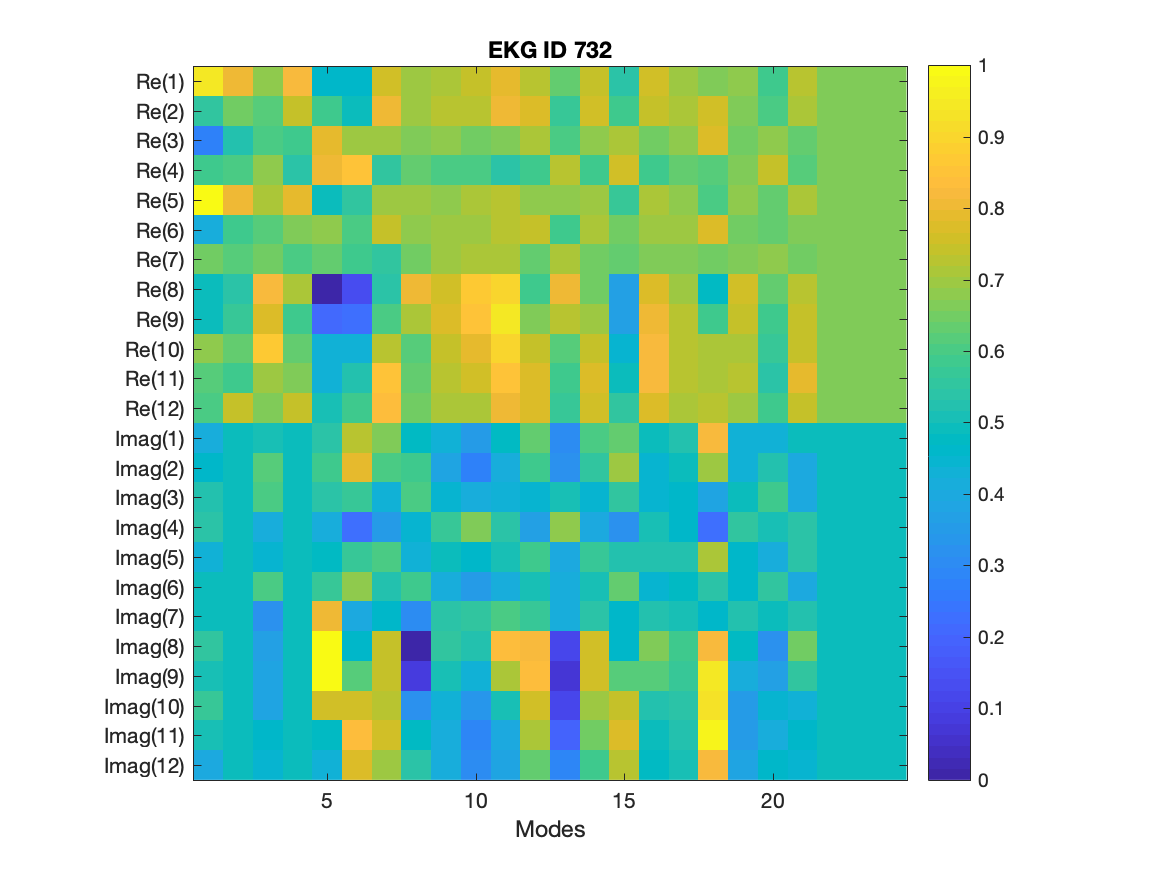 EKG ID 732
Re(1)
Re(2)
Re(3)
Re(4)
Re(5)
Re(6)
Re(7)
Re(8)
Re(9)
Re(10)
Re(11)
Re(12)
Imag(1)
Imag(2)
Imag(3)
Imag(4)
Imag(5)
Imag(6)
Imag(7)
Imag(8)
Imag(9)
Imag(10)
Imag(11)
Imag(12)
5 10 15 20
Modes
1
0.9
0.8
0.7
0.6
0.5
0.4
0.3
0.2
0.1
0